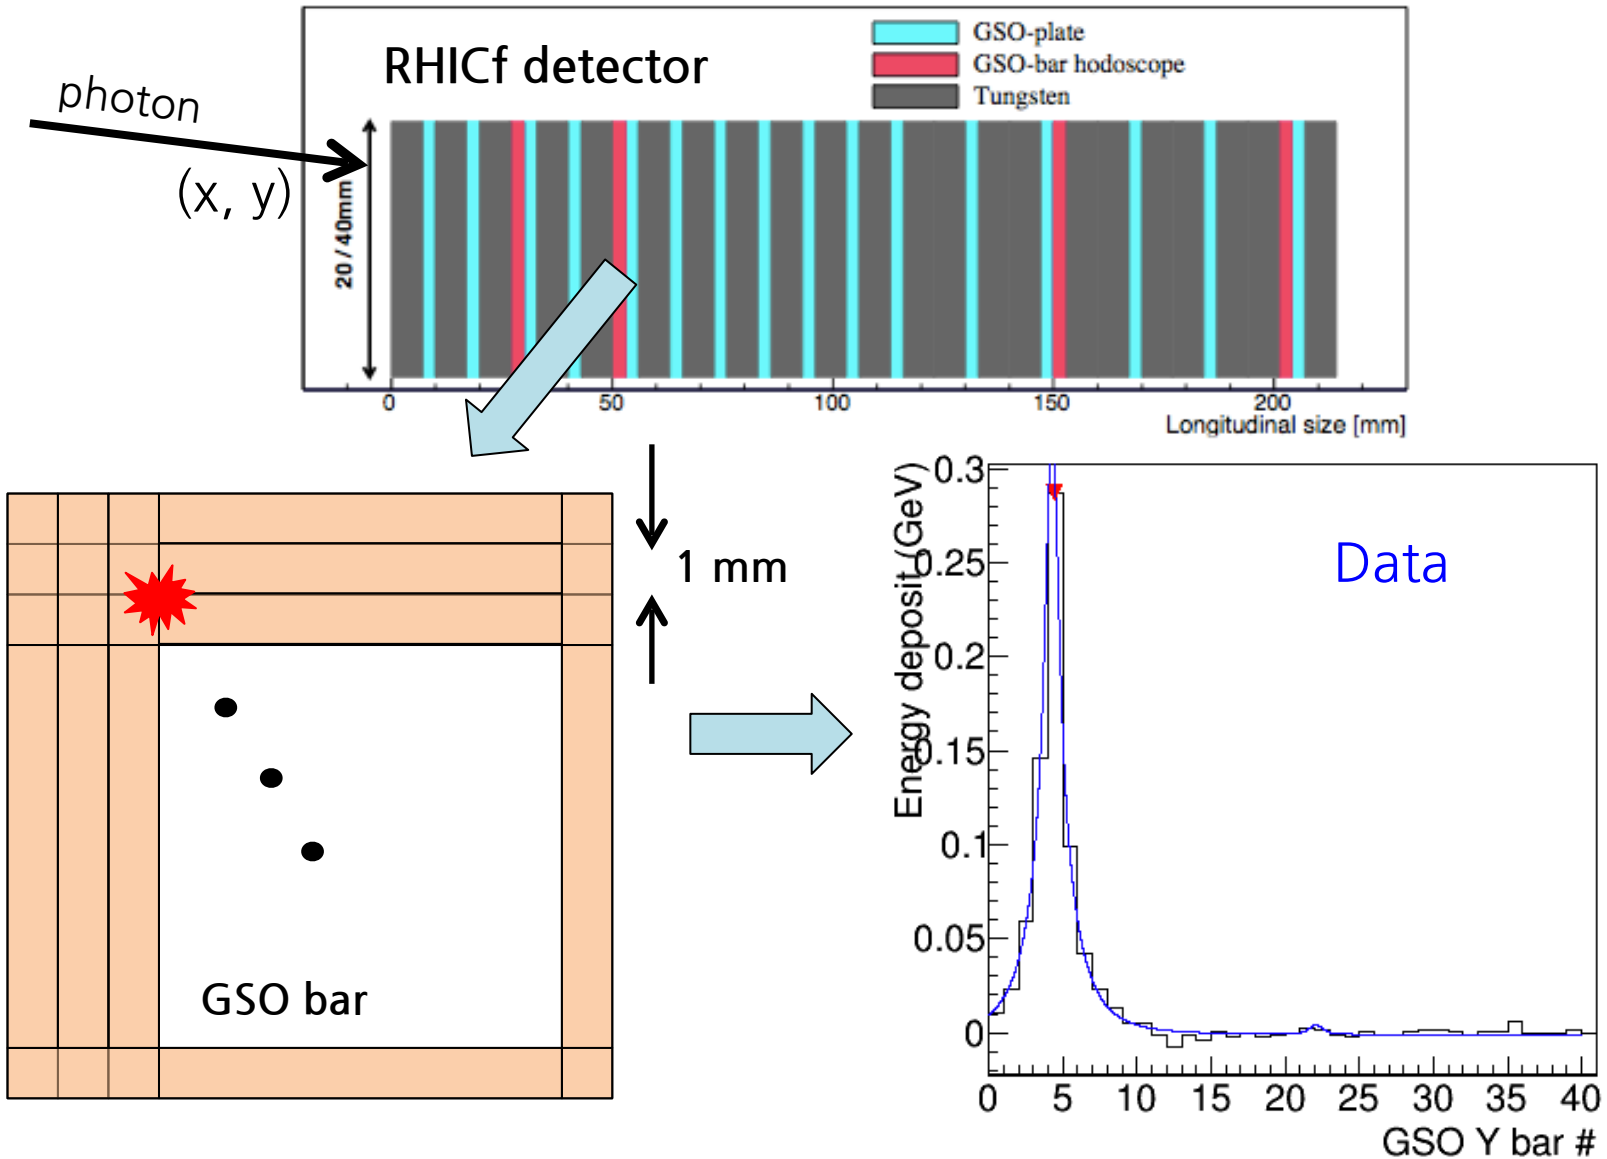 RHICf detector
GSO-plate
GSO-bar hodoscope
Tungsten
photon
(x, y)
20 / 40mm
0 50 100 150 200
Longitudinal size [mm]
1 mm
GSO bar
Energy deposit (GeV)
0.3
0.25
0.2
0.15
0.1
0.05
0
Data
0 5 10 15 20 25 30 35 40
GSO Y bar #